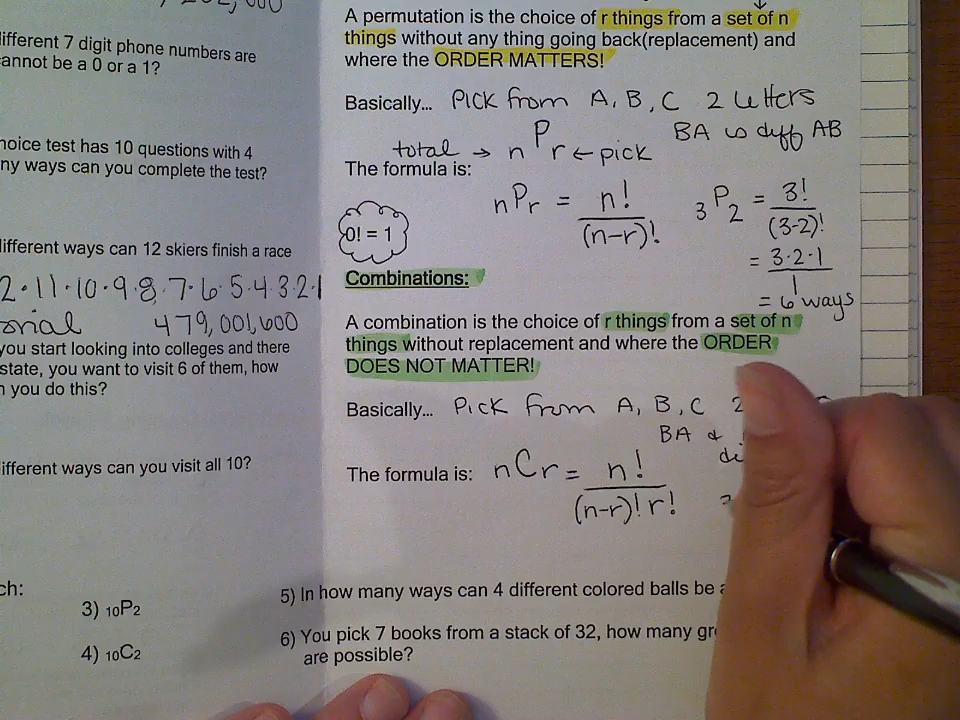 ifferent 7 digit phone numbers are
annot be a 0 or a 1?
hoice test has 10 questions with 4
ny ways can you complete the test?
ifferent ways can 12 skiers finish a race
2·11·10·9·8·7·6·5·4·3·2·1
orial 479,001,600
you start looking into colleges and there
state, you want to visit 6 of them, how
you do this?
ifferent ways can you visit all 10?
ch:
3) 10P2
4) 10C2
A permutation is the choice of r things from a set of n
things without any thing going back(replacement) and
where the ORDER MATTERS!
Basically... Pick from A, B, C 2 letters
BA is diff AB
total → nPr ← pick
The formula is:
nPr = n! / (n-r)!
3P2 = 3! / (3-2)!
= 3·2·1 / 1
= 6 ways
0! = 1
Combinations:
A combination is the choice of r things from a set of n
things without replacement and where the ORDER
DOES NOT MATTER!
Basically... Pick from A, B, C 2
BA &
The formula is: nCr = n! / (n-r)! r!
5) In how many ways can 4 different colored balls be
6) You pick 7 books from a stack of 32, how many
are possible?